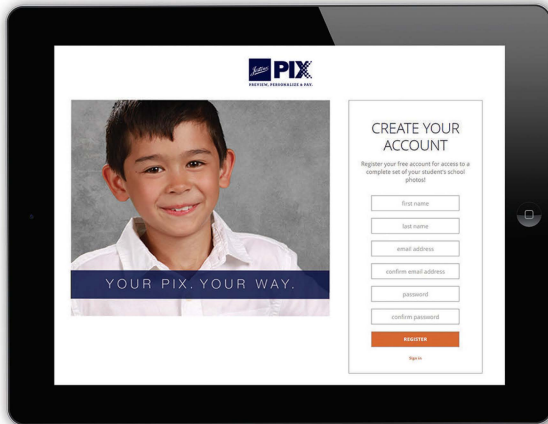 Jostens PIX
PREVIEW, PERSONALIZE & PAY.
YOUR PIX. YOUR WAY.
CREATE YOUR
ACCOUNT
Register your free account for access to a
complete set of your student's school
photos!
first name
last name
email address
confirm email address
password
confirm password
REGISTER
Sign in